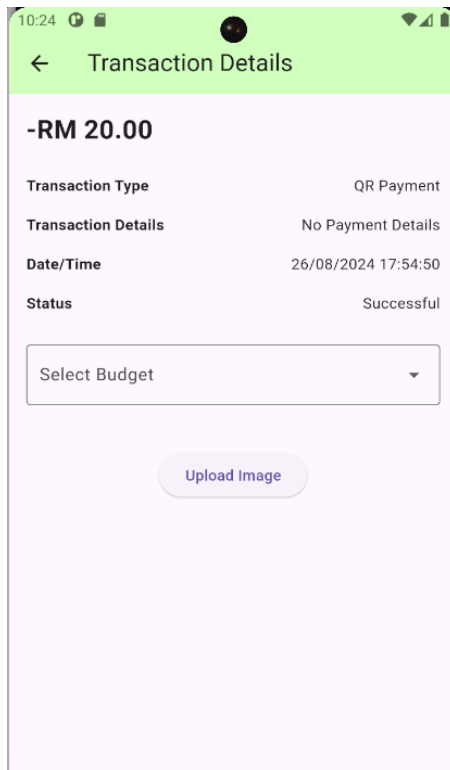 10:24
Transaction Details
-RM 20.00
Transaction Type QR Payment
Transaction Details No Payment Details
Date/Time 26/08/2024 17:54:50
Status Successful
Select Budget
Upload Image